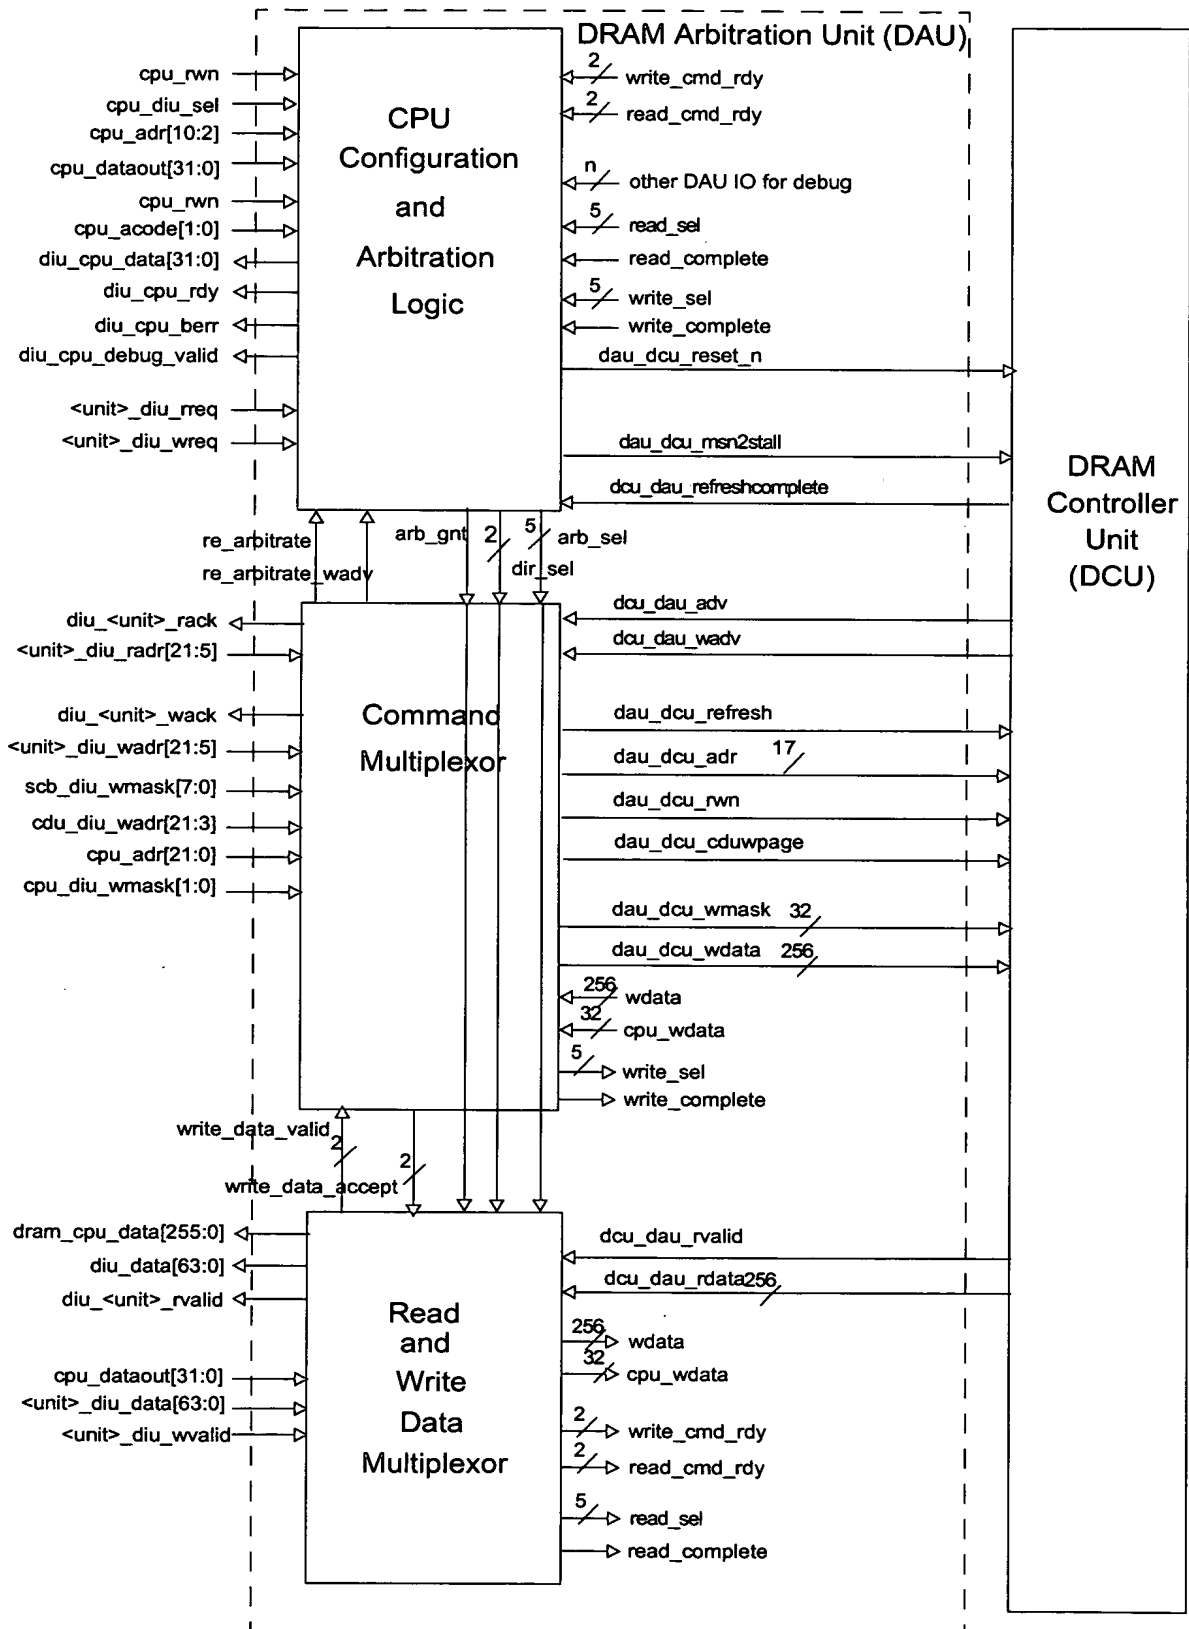 DRAM Arbitration Unit (DAU)
cpu_rwn
cpu_diu_sel
cpu_adr[10:2]
cpu_dataout[31:0]
cpu_rwn
cpu_acode[1:0]
diu_cpu_data[31:0]
diu_cpu_rdy
diu_cpu_berr
diu_cpu_debug_valid
<unit>_diu_rreq
<unit>_diu_wreq
CPU
Configuration
and
Arbitration
Logic
2
write_cmd_rdy
2
read_cmd_rdy
n
other DAU IO for debug
5
read_sel
read_complete
5
write_sel
write_complete
dau_dcu_reset_n
dau_dcu_msn2stall
dcu_dau_refreshcomplete
DRAM
Controller
Unit
(DCU)
re_arbitrate
re_arbitrate_wadv
arb_gnt
2
5
arb_sel
dir_sel
diu_<unit>_rack
<unit>_diu_radr[21:5]
diu_<unit>_wack
<unit>_diu_wadr[21:5]
scb_diu_wmask[7:0]
cdu_diu_wadr[21:3]
cpu_adr[21:0]
cpu_diu_wmask[1:0]
Command
Multiplexor
dcu_dau_adv
dcu_dau_wadv
dau_dcu_refresh
dau_dcu_adr 17
dau_dcu_rwn
dau_dcu_cduwpage
dau_dcu_wmask 32
dau_dcu_wdata 256
256
wdata
32
cpu_wdata
5
write_sel
write_complete
write_data_valid
2
2
write_data_accept
dram_cpu_data[255:0]
diu_data[63:0]
diu_<unit>_rvalid
cpu_dataout[31:0]
<unit>_diu_data[63:0]
<unit>_diu_wvalid
Read
and
Write
Data
Multiplexor
dcu_dau_rvalid
dcu_dau_rdata256
256
wdata
32
cpu_wdata
2
write_cmd_rdy
2
read_cmd_rdy
5
read_sel
read_complete